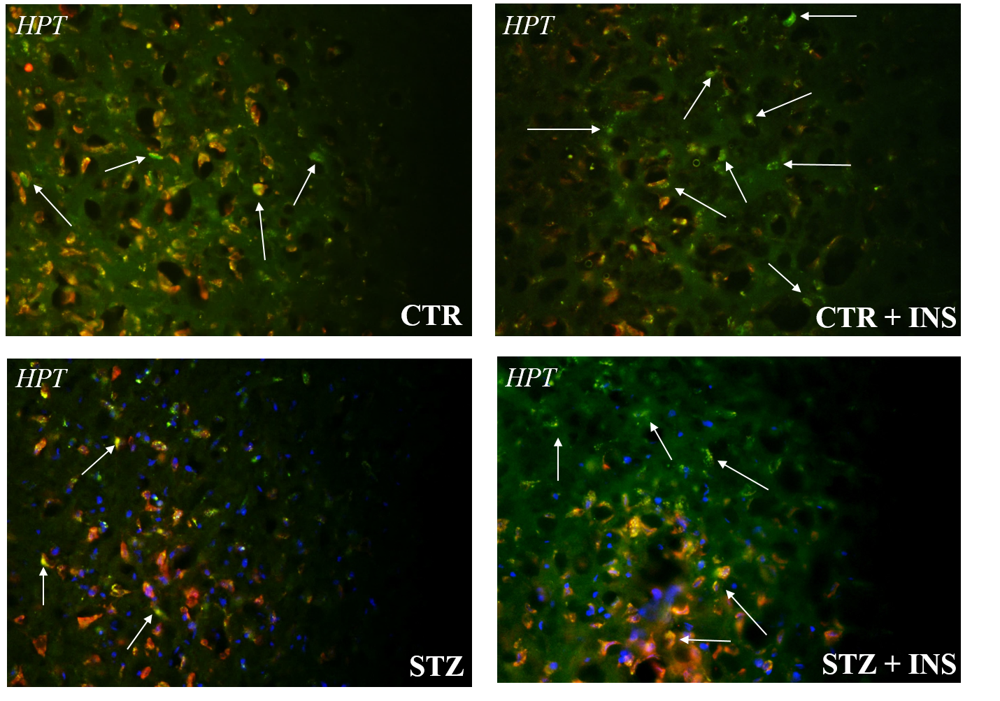 HPT
CTR
HPT
CTR + INS
HPT
STZ
HPT
STZ + INS